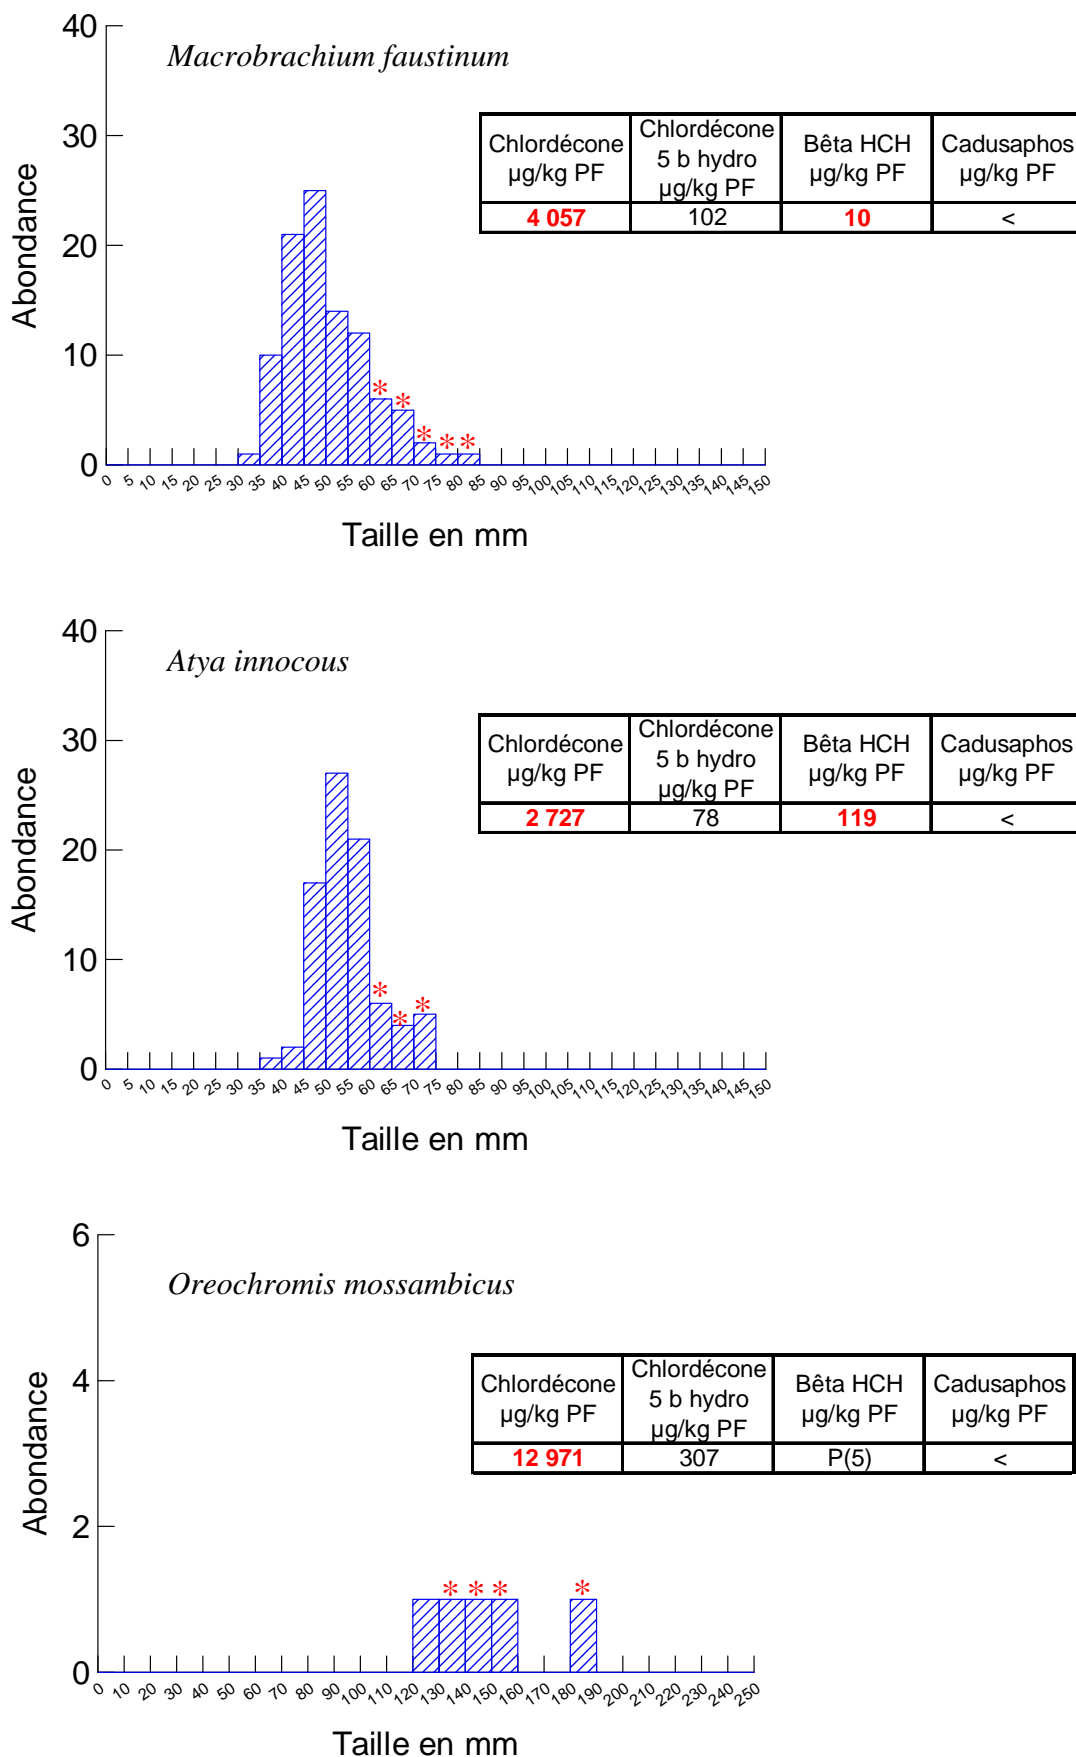 40
Macrobrachium faustinum
30
20
10
0
Abondance
Chlordécone µg/kg PF
Chlordécone 5 b hydro µg/kg PF
Bêta HCH µg/kg PF
Cadusaphos µg/kg PF
4 057 102 10 <
* * * * *
0 5 10 15 20 25 30 35 40 45 50 55 60 65 70 75 80 85 90 95 100 105 110 115 120 125 130 135 140 145 150
Taille en mm
40
Atya innocous
30
20
10
0
Abondance
Chlordécone µg/kg PF
Chlordécone 5 b hydro µg/kg PF
Bêta HCH µg/kg PF
Cadusaphos µg/kg PF
2 727 78 119 <
* * *
0 5 10 15 20 25 30 35 40 45 50 55 60 65 70 75 80 85 90 95 100 105 110 115 120 125 130 135 140 145 150
Taille en mm
6
Oreochromis mossambicus
4
2
0
Abondance
Chlordécone µg/kg PF
Chlordécone 5 b hydro µg/kg PF
Bêta HCH µg/kg PF
Cadusaphos µg/kg PF
12 971 307 P(5) <
* * * *
0 10 20 30 40 50 60 70 80 90 100 110 120 130 140 150 160 170 180 190 200 210 220 230 240 250
Taille en mm